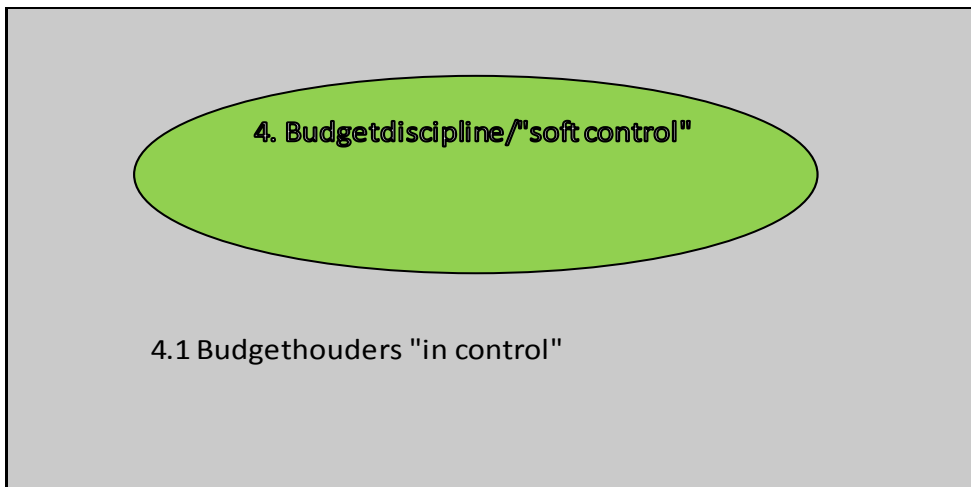 4. Budgetdiscipline/"soft control"
4.1 Budgethouders "in control"